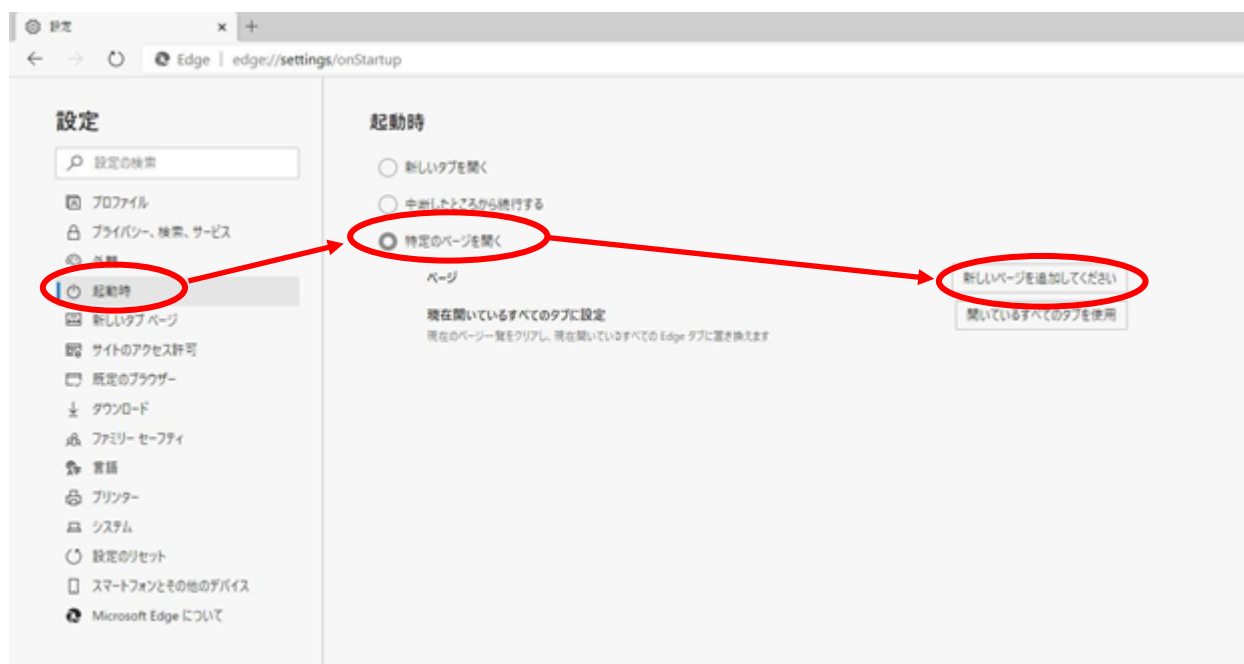 設定
Edge | edge://settings/onStartup
設定
設定の検索
プロファイル
プライバシー、検索、サービス
外観
起動時
新しいタブ ページ
サイトのアクセス許可
既定のブラウザー
ダウンロード
ファミリー セーフティ
言語
プリンター
システム
設定のリセット
スマートフォンとその他のデバイス
Microsoft Edge について
起動時
新しいタブを開く
中断したところから続行する
特定のページを開く
ページ
新しいページを追加してください
現在開いているすべてのタブに設定
開いているすべてのタブを使用
現在のページ一覧をクリアし、現在開いているすべての Edge タブに置き換えます